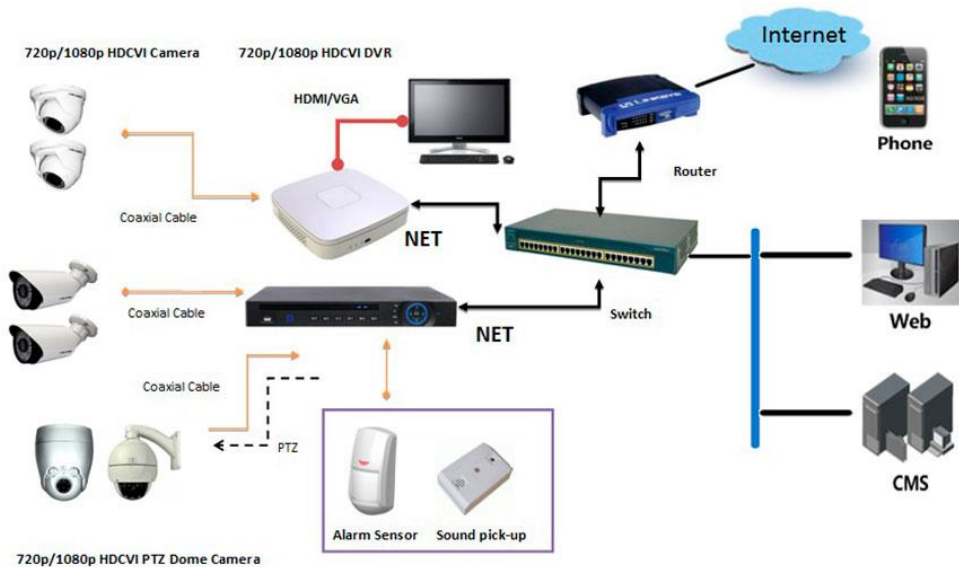 Internet
720p/1080p HDCVI Camera
720p/1080p HDCVI DVR
HDMI/VGA
Linksys
Phone
Router
Coaxial Cable
NET
Coaxial Cable
NET
Switch
Web
Coaxial Cable
PTZ
CMS
Alarm Sensor
Sound pick-up
720p/1080p HDCVI PTZ Dome Camera